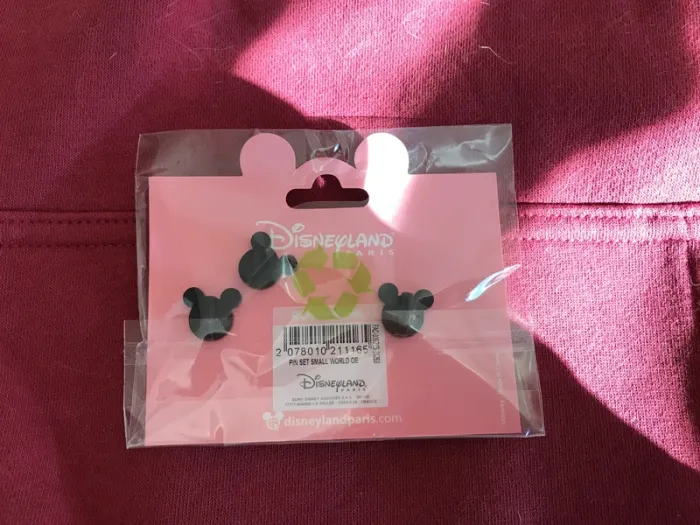 DISNEYLAND
PARIS
2 078010 211165
PIN SET SMALL WORLD OE
DISNEYLAND
PARIS
disneylandparis.com